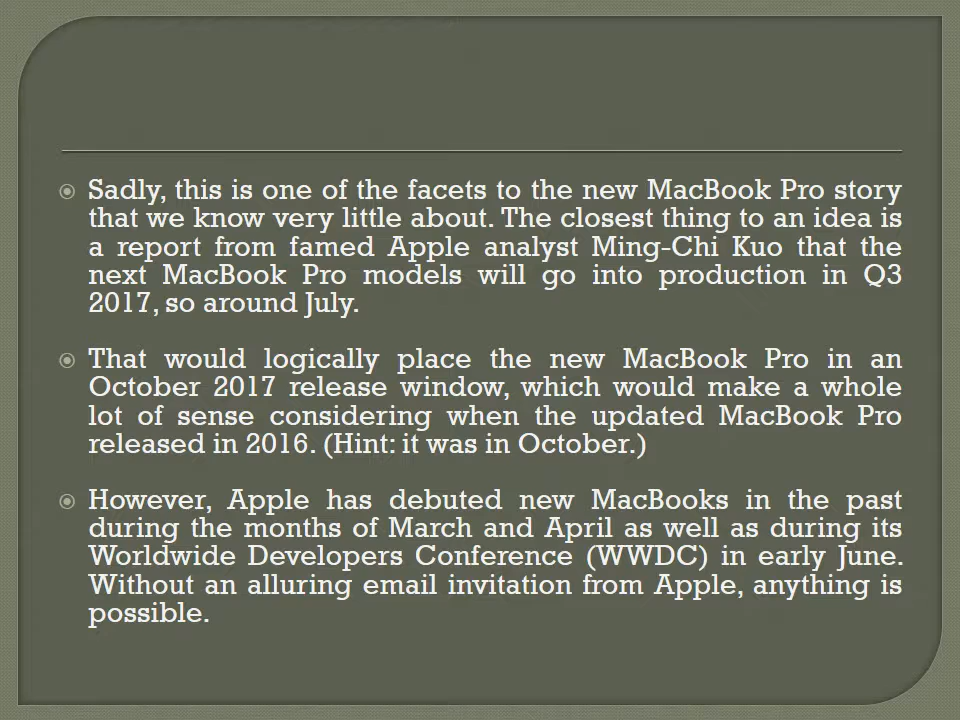 Sadly, this is one of the facets to the new MacBook Pro story
that we know very little about. The closest thing to an idea is
a report from famed Apple analyst Ming-Chi Kuo that the
next MacBook Pro models will go into production in Q3
2017, so around July.
That would logically place the new MacBook Pro in an
October 2017 release window, which would make a whole
lot of sense considering when the updated MacBook Pro
released in 2016. (Hint: it was in October.)
However, Apple has debuted new MacBooks in the past
during the months of March and April as well as during its
Worldwide Developers Conference (WWDC) in early June.
Without an alluring email invitation from Apple, anything is
possible.